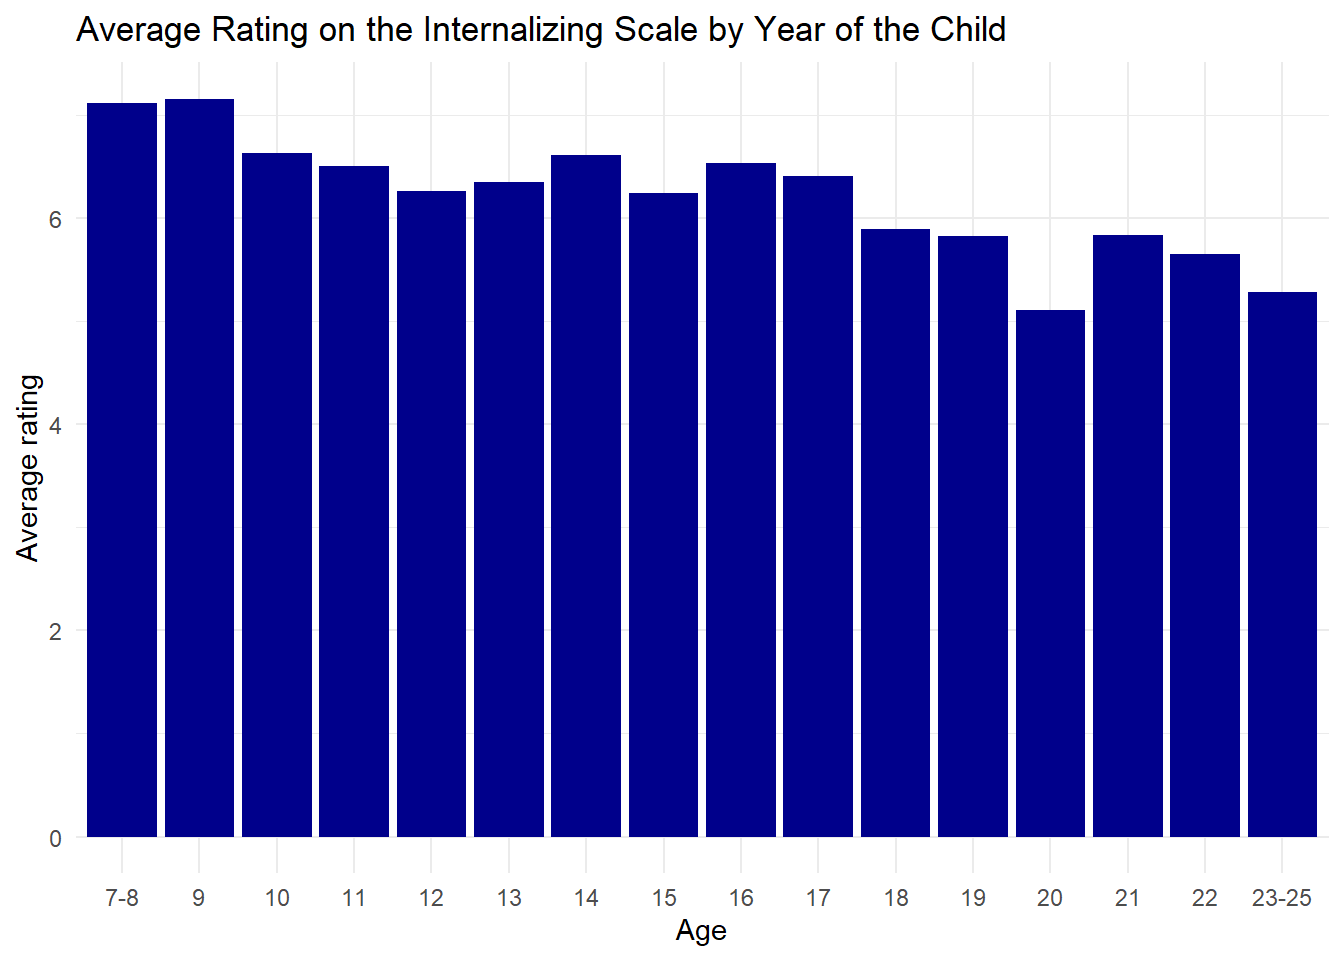 Average Rating on the Internalizing Scale by Year of the Child
Average rating
6
4
2
0
7-8 9 10 11 12 13 14 15 16 17 18 19 20 21 22 23-25
Age